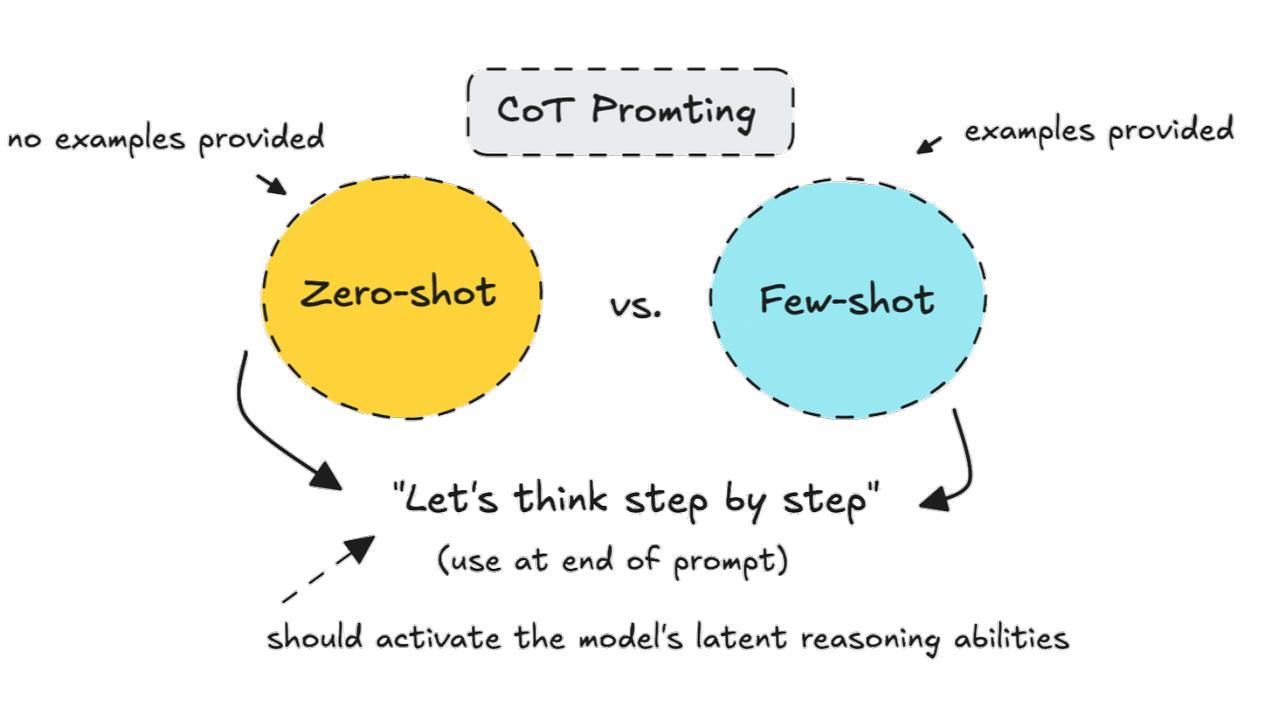 CoT Promting
no examples provided
examples provided
Zero-shot
vs.
Few-shot
"Let's think step by step"
(use at end of prompt)
should activate the model's latent reasoning abilities